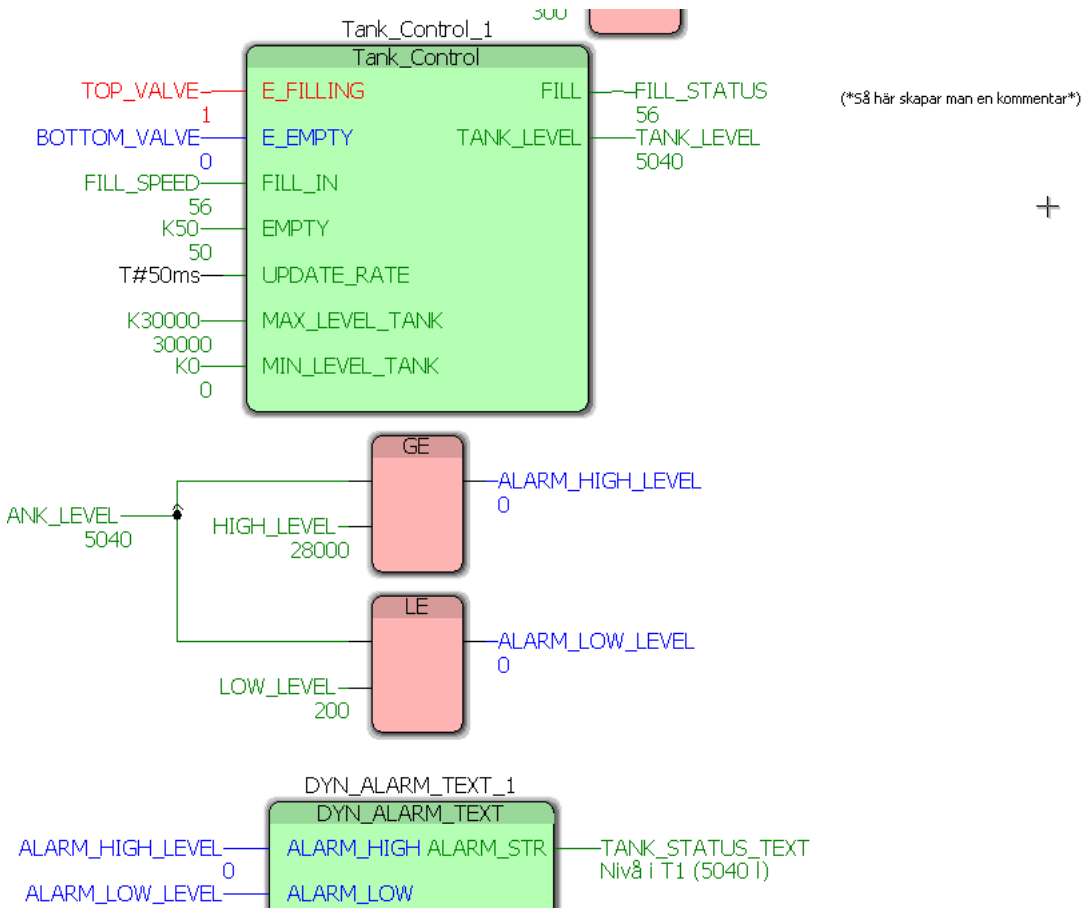 300
Tank_Control_1
Tank_Control
TOP_VALVE E_FILLING FILL FILL_STATUS
1 56
(*Så här skapar man en kommentar*)
BOTTOM_VALVE E_EMPTY TANK_LEVEL TANK_LEVEL
0 5040
FILL_SPEED FILL_IN
56
K50 EMPTY
50
T#50ms UPDATE_RATE
K30000 MAX_LEVEL_TANK
30000
K0 MIN_LEVEL_TANK
0
GE
ALARM_HIGH_LEVEL
0
ANK_LEVEL
5040
HIGH_LEVEL
28000
LE
ALARM_LOW_LEVEL
0
LOW_LEVEL
200
DYN_ALARM_TEXT_1
DYN_ALARM_TEXT
ALARM_HIGH_LEVEL ALARM_HIGH ALARM_STR TANK_STATUS_TEXT
0 Nivå i T1 (5040 l)
ALARM_LOW_LEVEL ALARM_LOW